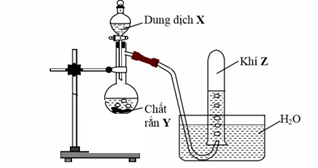 Dung dịch X
Khí Z
Chất
rắn Y
H₂O